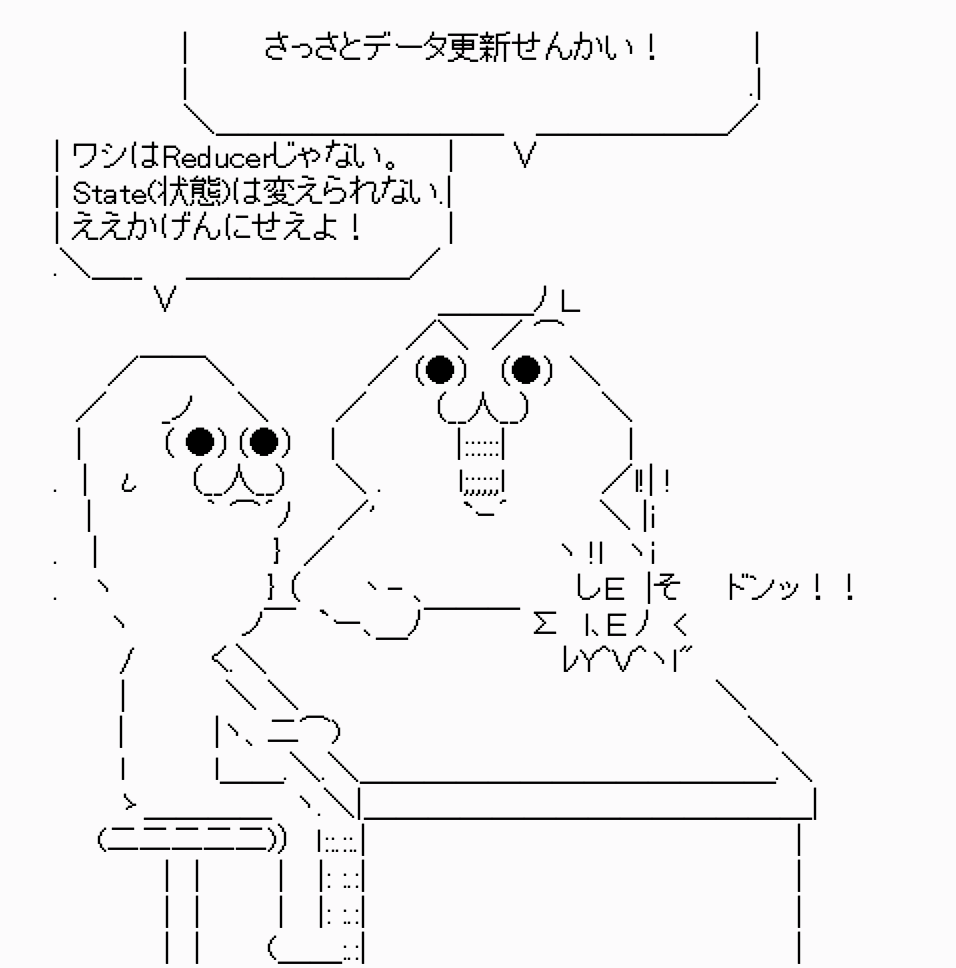 さっさとデータ更新せんかい！
ワシはReducerじゃない。
State(状態)は変えられない.
ええかげんにせえよ！
ドンッ！！